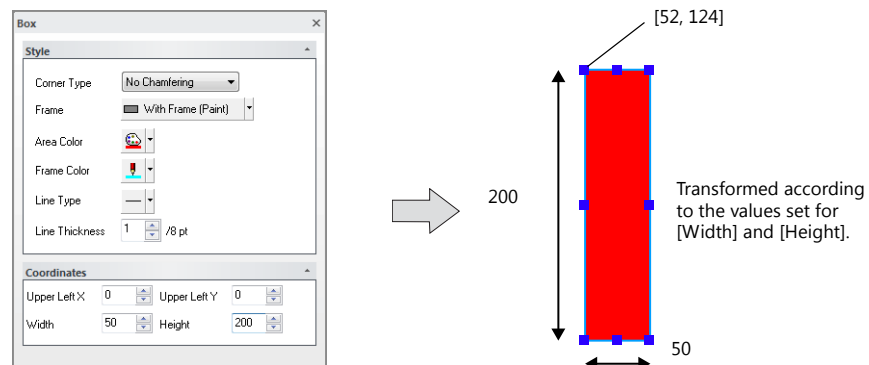 Box
Style
Corner Type No Chamfering
Frame With Frame (Paint)
Area Color
Frame Color
Line Type
Line Thickness 1 /8 pt
Coordinates
Upper Left X 0 Upper Left Y 0
Width 50 Height 200
[52, 124]
200
Transformed according
to the values set for
[Width] and [Height].
50